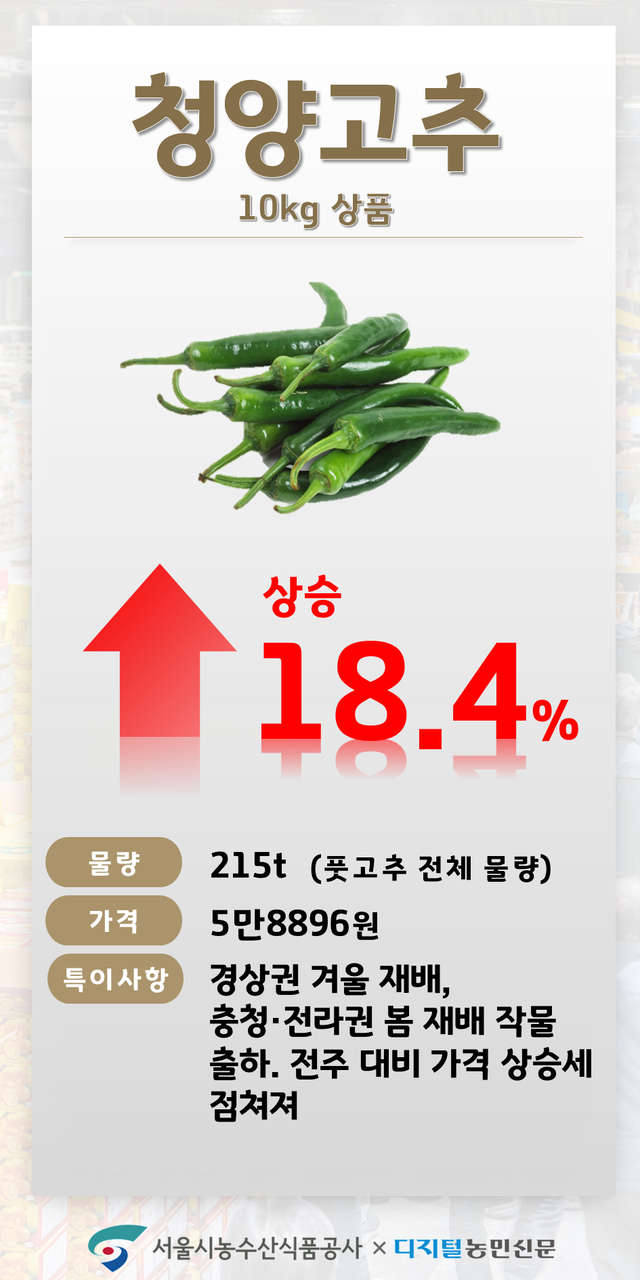 청양고추
10kg 상품
상승
18.4%
물량 215t (풋고추 전체 물량)
가격 5만8896원
특이사항 경상권 겨울 재배,
충청·전라권 봄 재배 작물
출하. 전주 대비 가격 상승세
점쳐져
서울시농수산식품공사 × 디지털농민신문